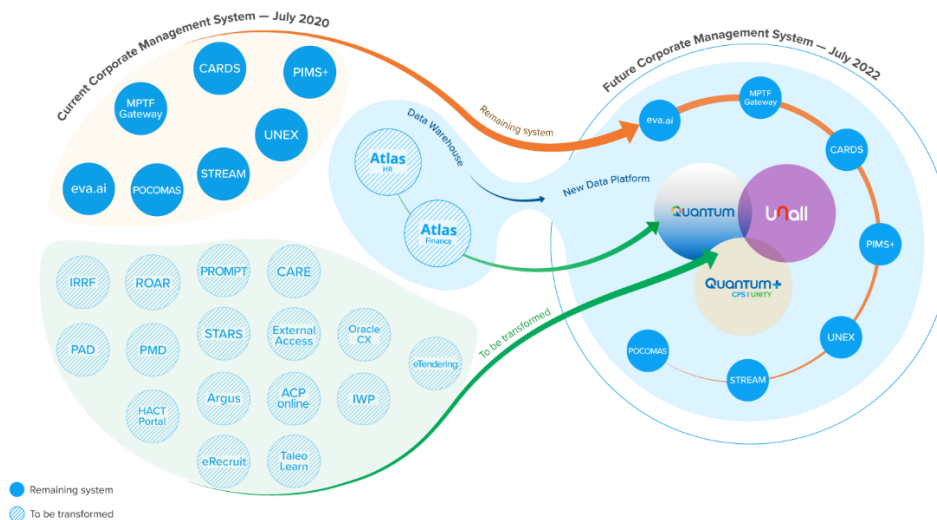 Current Corporate Management System — July 2020
CARDS
PIMS+
MPTF
Gateway
UNEX
STREAM
eva.ai
POCOMAS
Remaining system
Data Warehouse
New Data Platform
Atlas
HR
Atlas
Finance
Future Corporate Management System — July 2022
eva.ai
MPTF
Gateway
CARDS
PIMS+
UNEX
STREAM
POCOMAS
QUANTUM
UNall
QUANTUM+
CPS | UNITY
To be transformed
IRRF
ROAR
PROMPT
CARE
PAD
PMD
STARS
External
Access
Oracle
CX
eTendering
HACT
Portal
Argus
ACP
online
IWP
eRecruit
Taleo
Learn
Remaining system
To be transformed